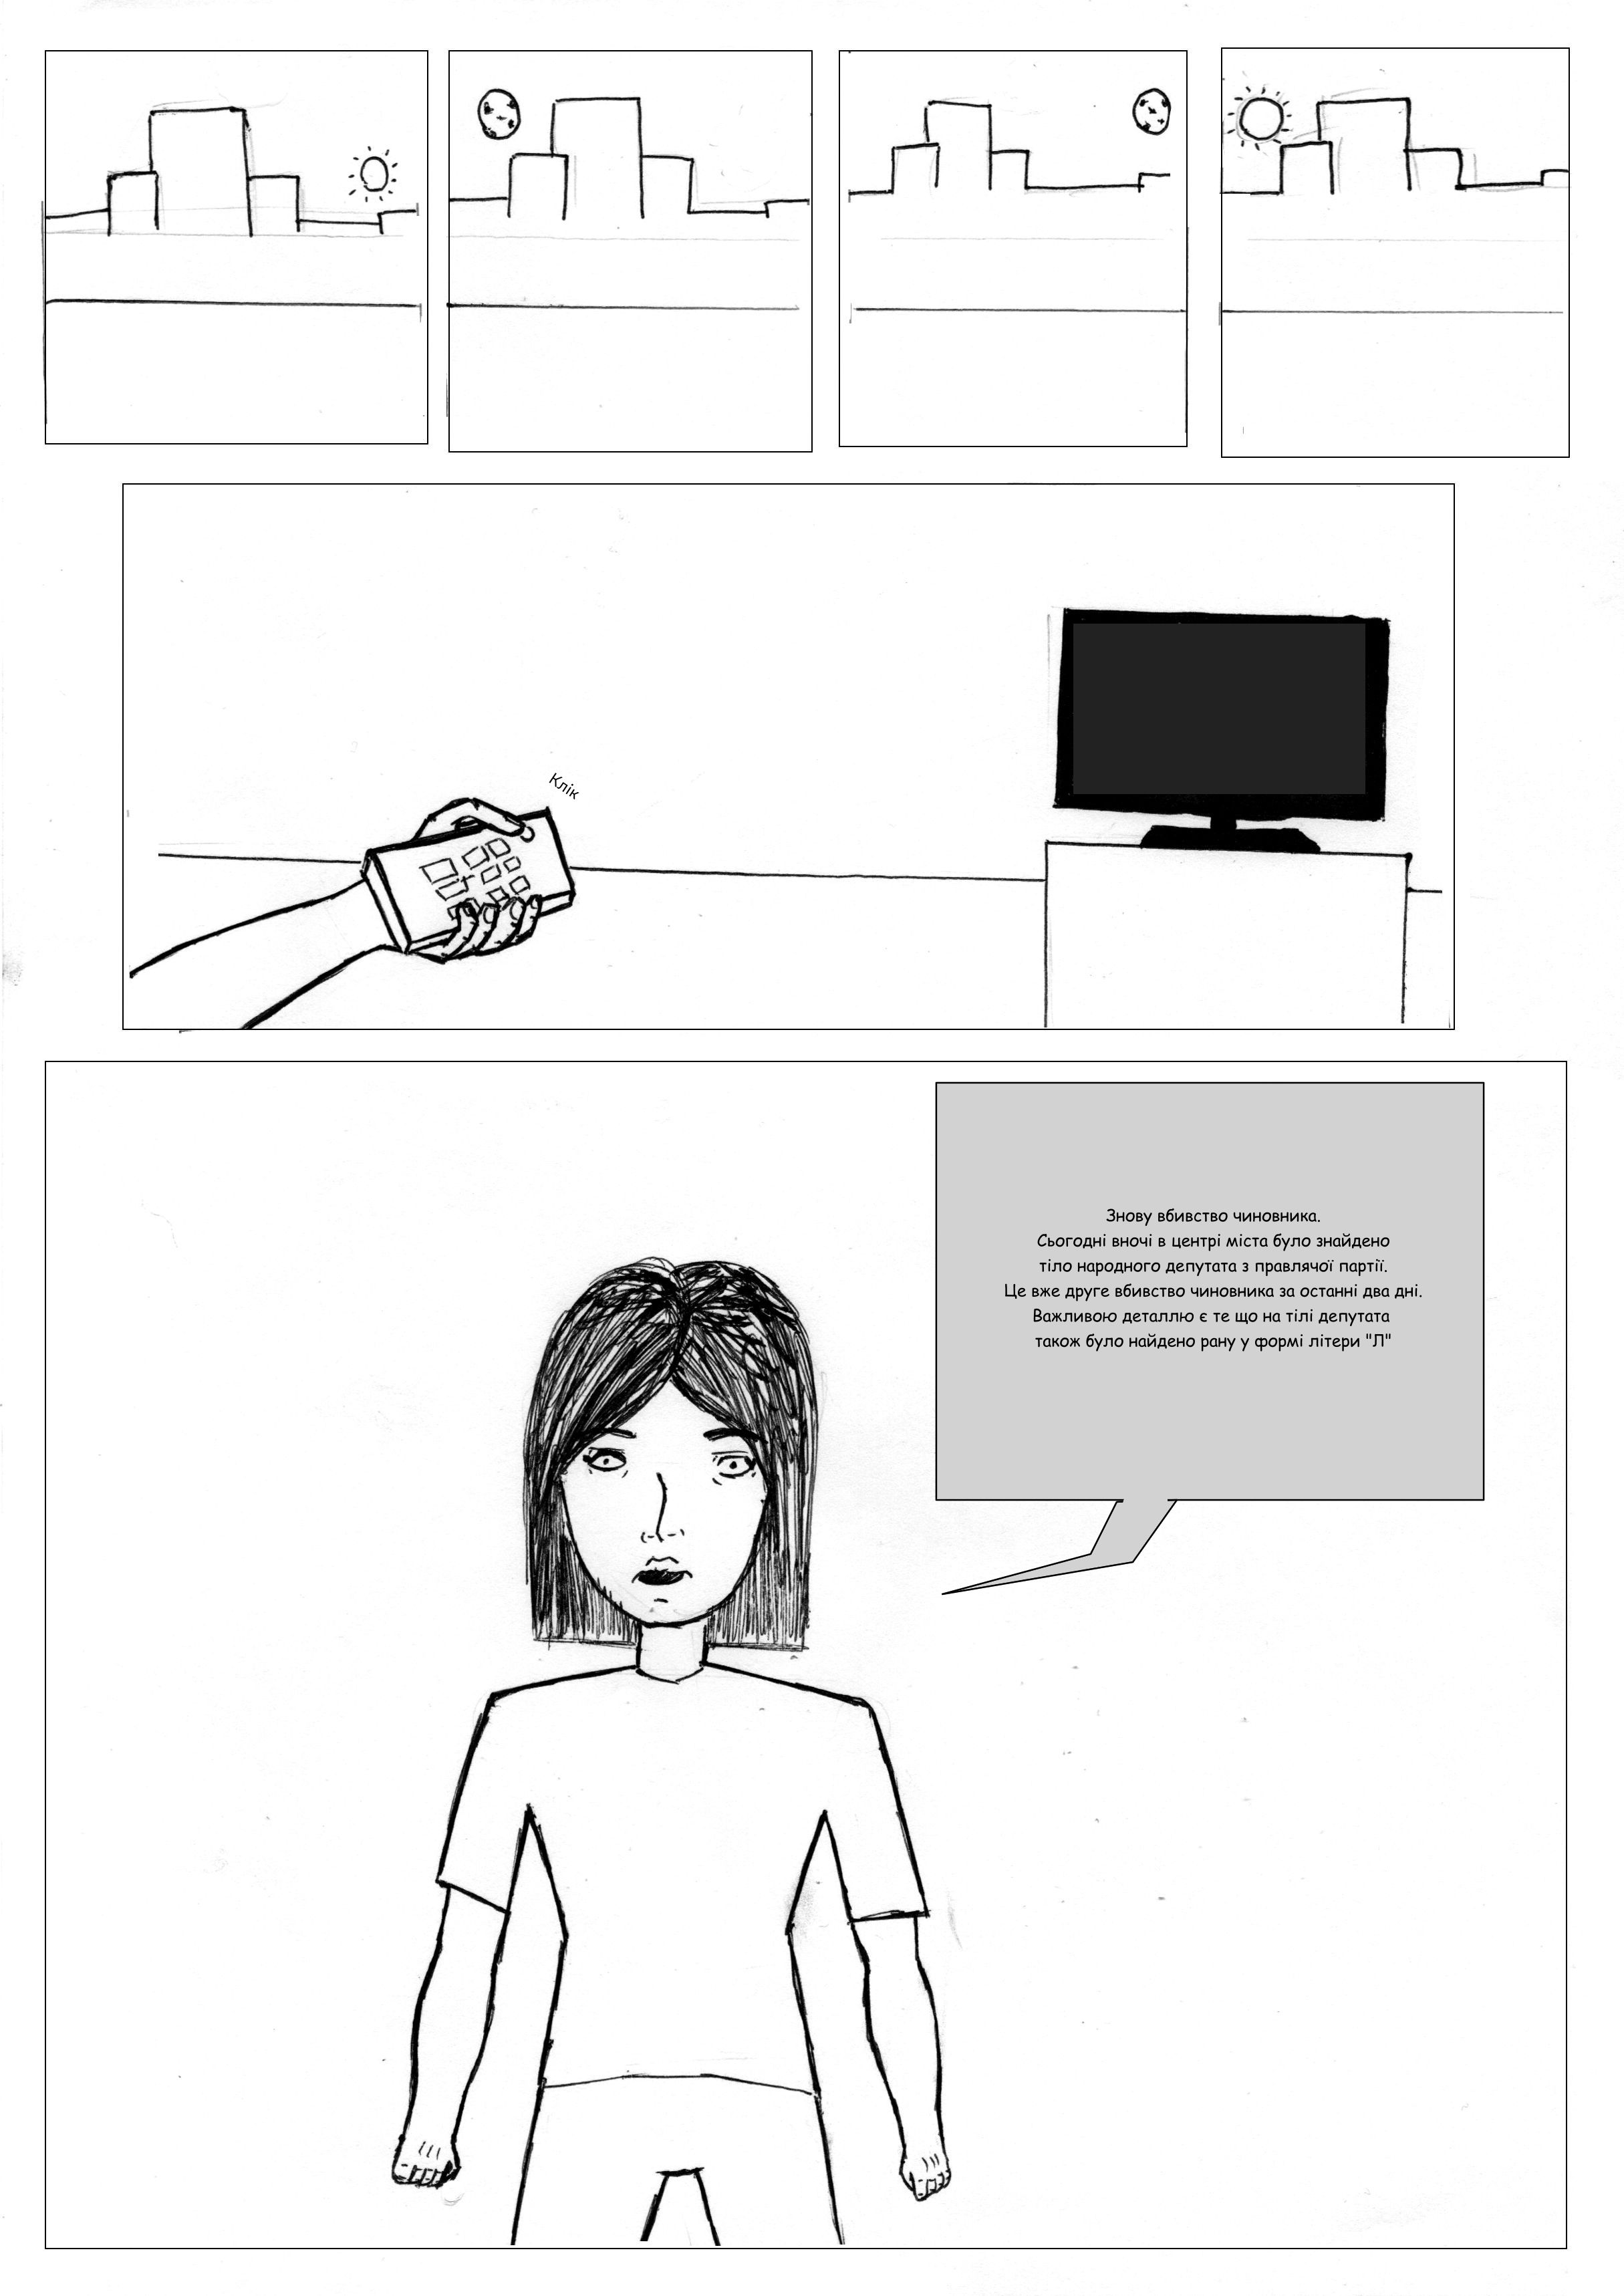 Клік
Знову вбивство чиновника.
Сьогодні вночі в центрі міста було знайдено
тіло народного депутата з правлячої партії.
Це вже друге вбивство чиновника за останні два дні.
Важливою деталлю є те що на тілі депутата
також було найдено рану у формі літери "Л"